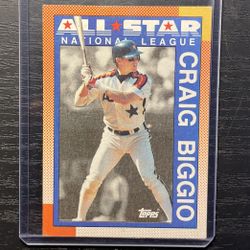 ALL★STAR
NATIONAL LEAGUE
CRAIG BIGGIO
Topps